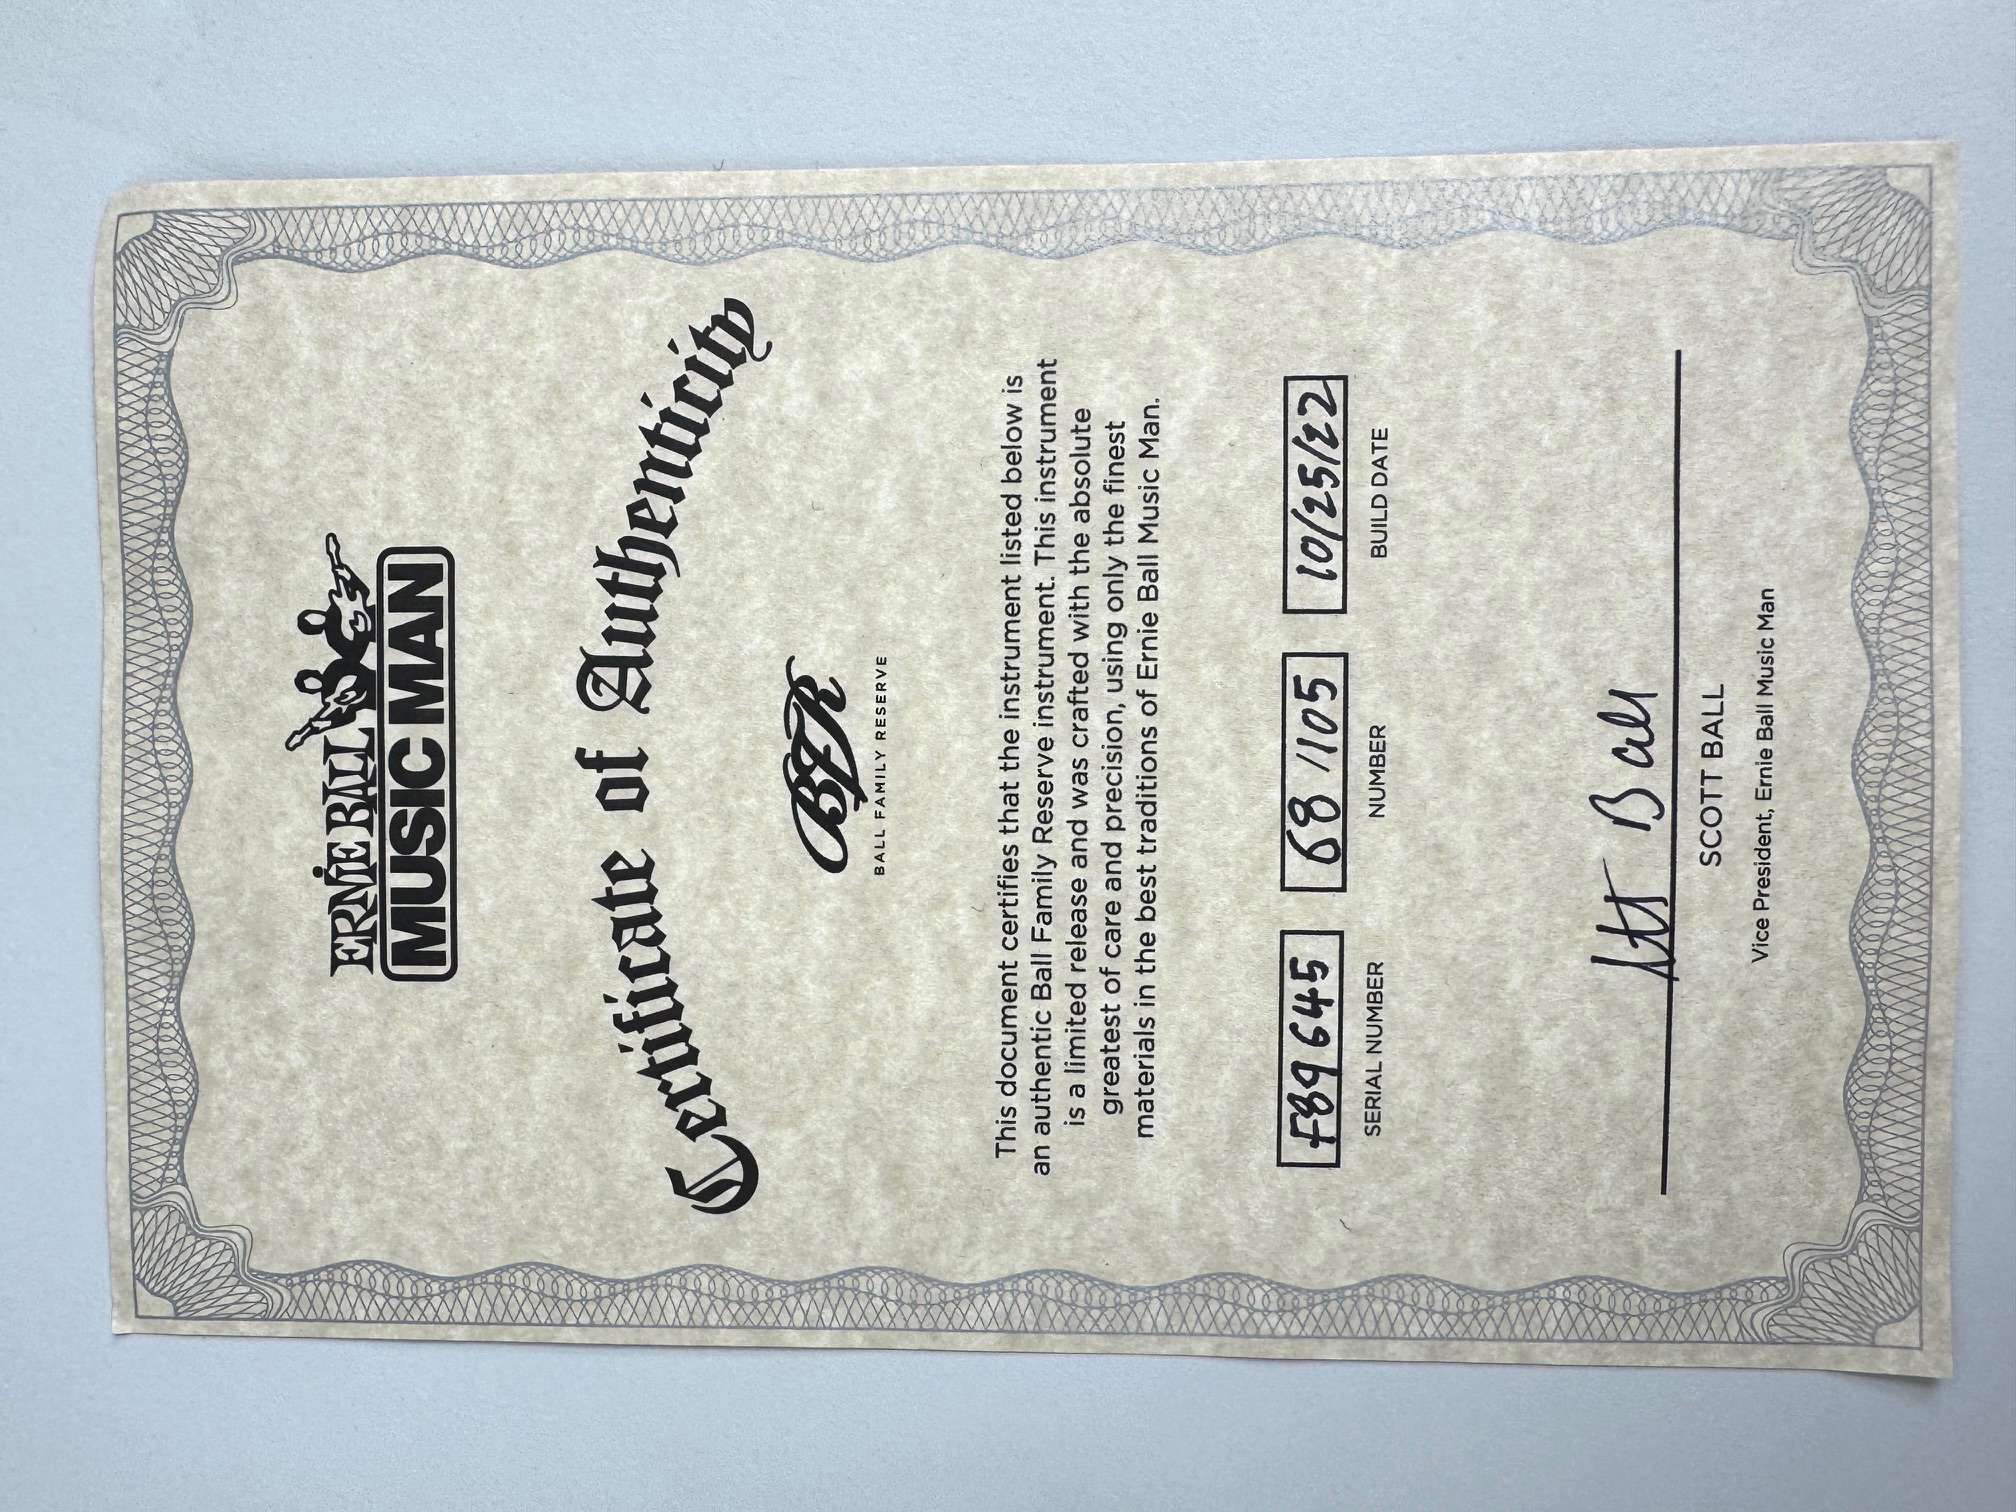 ERNIE BALL
MUSIC MAN
Certificate of Authenticity
BFR
BALL FAMILY RESERVE
This document certifies that the instrument listed below is
an authentic Ball Family Reserve instrument. This instrument
is a limited release and was crafted with the absolute
greatest of care and precision, using only the finest
materials in the best traditions of Ernie Ball Music Man.
F89645 68/105 10/25/22
SERIAL NUMBER NUMBER BUILD DATE
Scott Ball
SCOTT BALL
Vice President, Ernie Ball Music Man